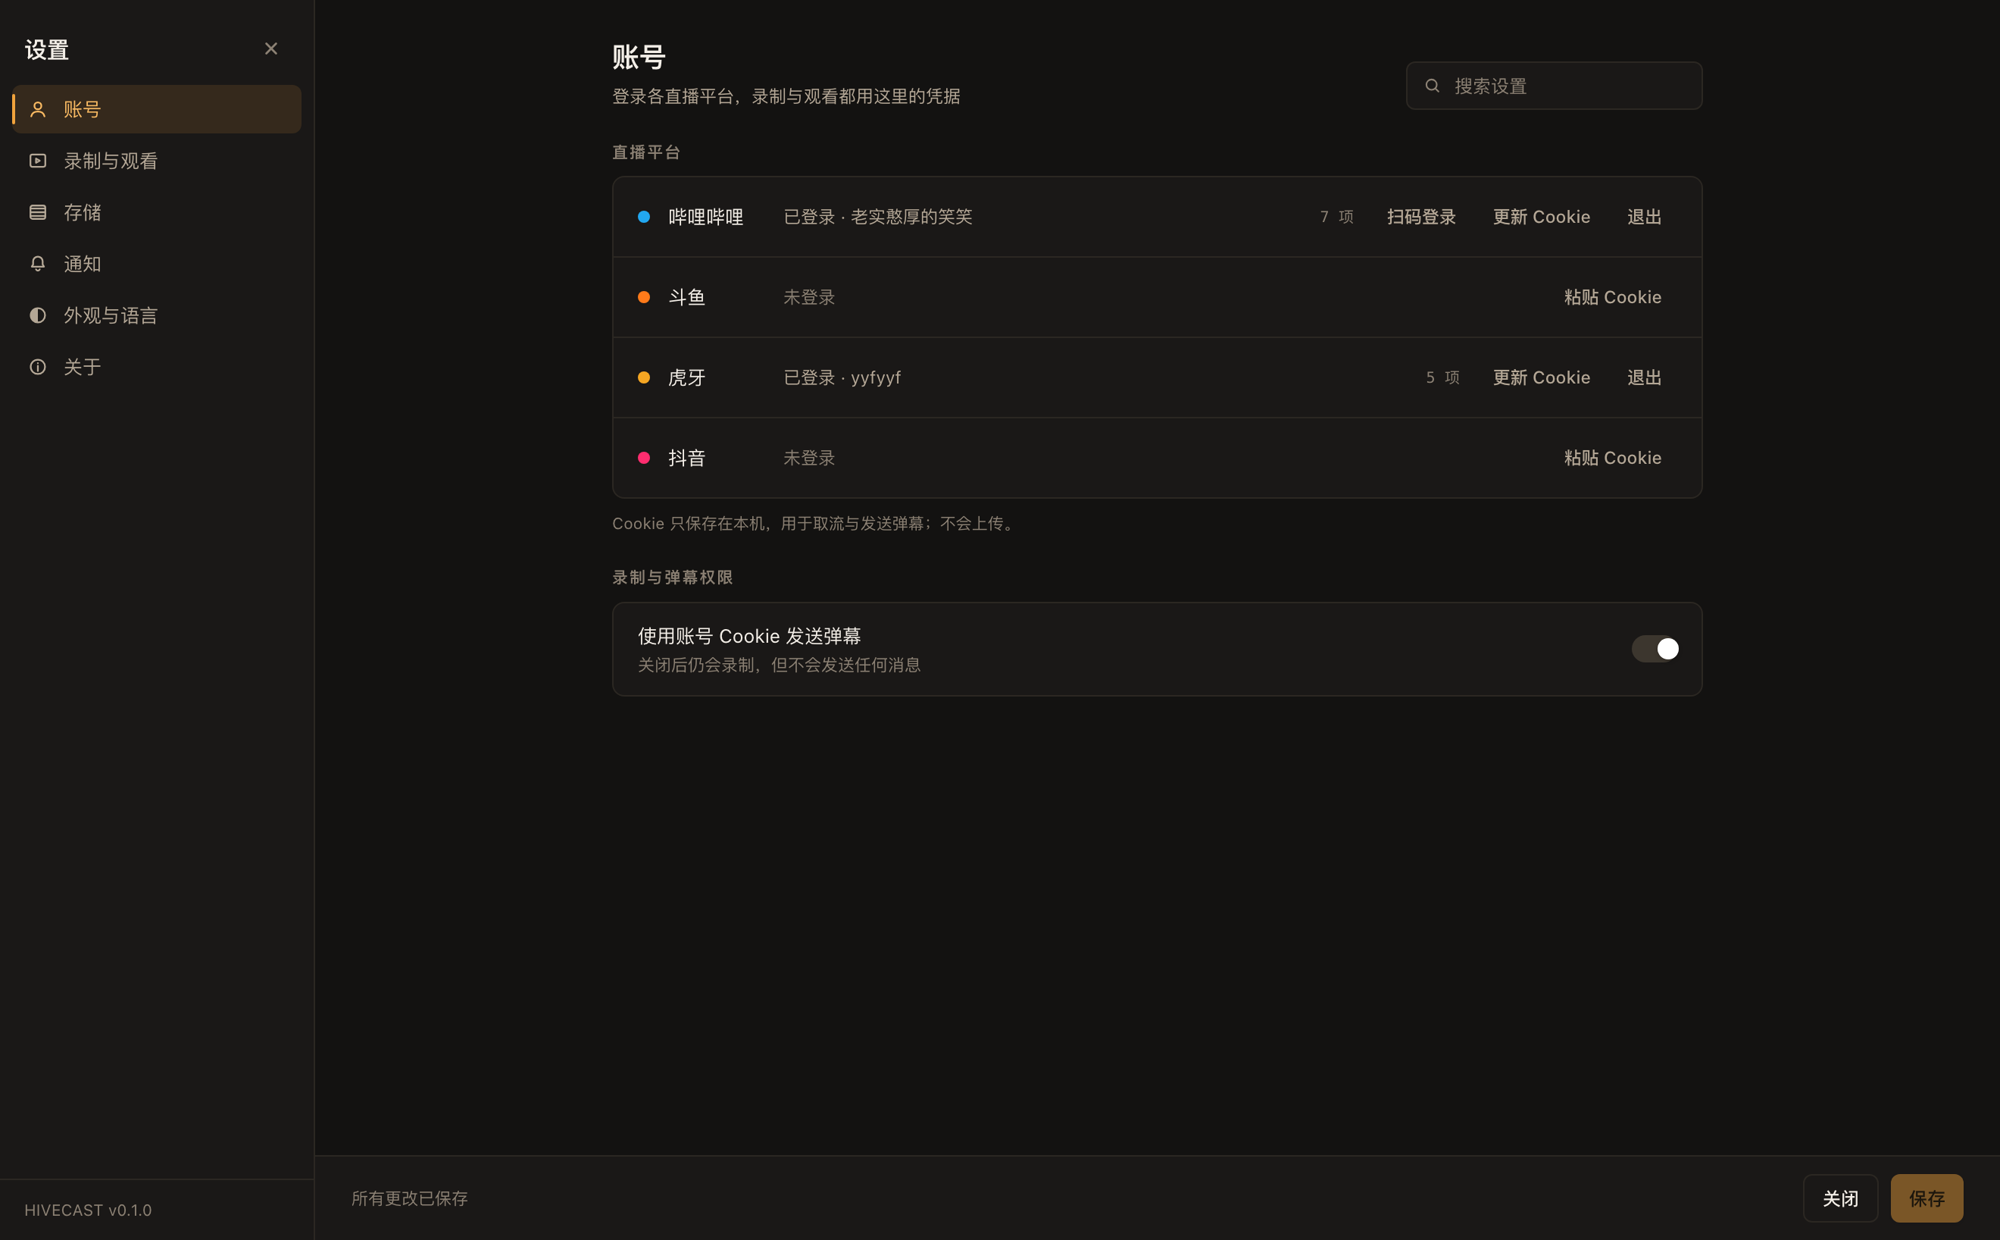 设置
账号
录制与观看
存储
通知
外观与语言
关于
HIVECAST v0.1.0
账号
登录各直播平台，录制与观看都用这里的凭据
搜索设置
直播平台
哔哩哔哩 已登录 · 老实憨厚的笑笑 7 项 扫码登录 更新 Cookie 退出
斗鱼 未登录 粘贴 Cookie
虎牙 已登录 · yyfyyf 5 项 更新 Cookie 退出
抖音 未登录 粘贴 Cookie
Cookie 只保存在本机，用于取流与发送弹幕；不会上传。
录制与弹幕权限
使用账号 Cookie 发送弹幕
关闭后仍会录制，但不会发送任何消息
所有更改已保存
关闭 保存